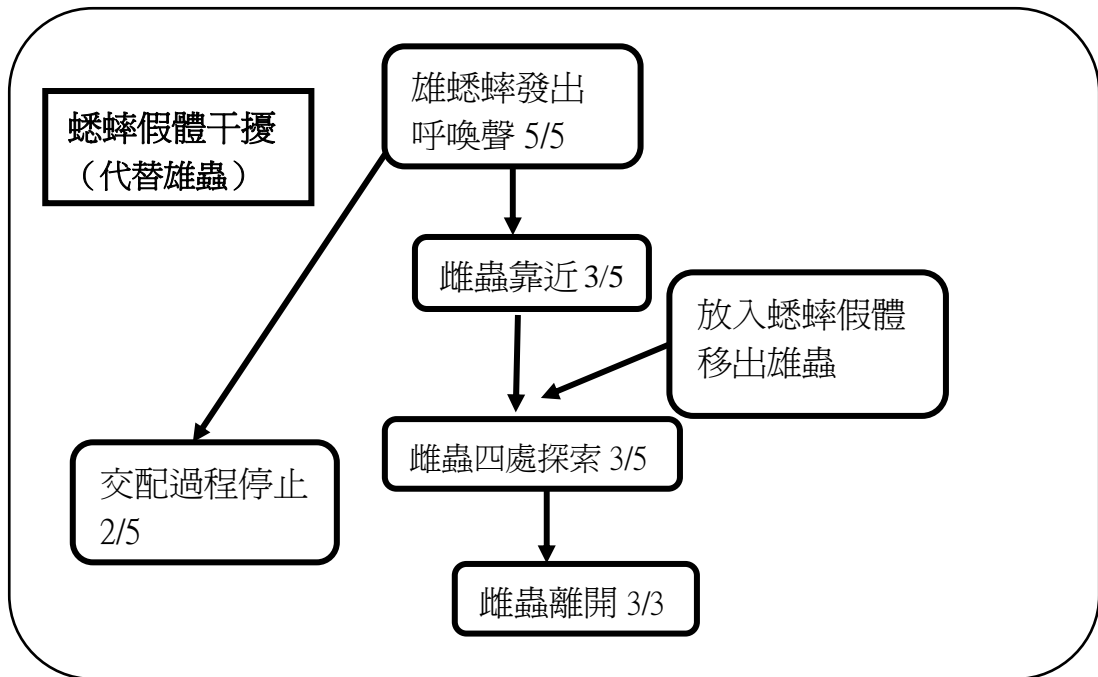 蟋蟀假體干擾
（代替雄蟲）
雄蟋蟀發出
呼喚聲 5/5
雌蟲靠近 3/5
放入蟋蟀假體
移出雄蟲
雌蟲四處探索 3/5
交配過程停止
2/5
雌蟲離開 3/3